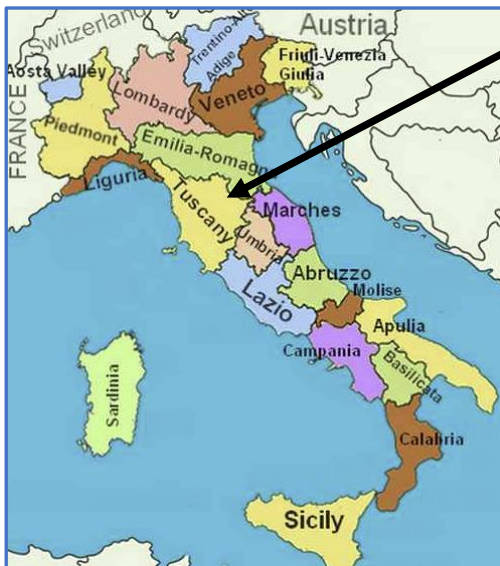 Switzerland
Austria
Trentino-Alto
Adige
Friuli-Venezia
Giulia
Aosta Valley
Lombardy
Veneto
FRANCE
Piedmont
Emilia-Romagn
Liguria
Tuscany
Marches
Umbria
Abruzzo
Lazio
Molise
Apulia
Campania
Basilicata
Sardinia
Calabria
Sicily